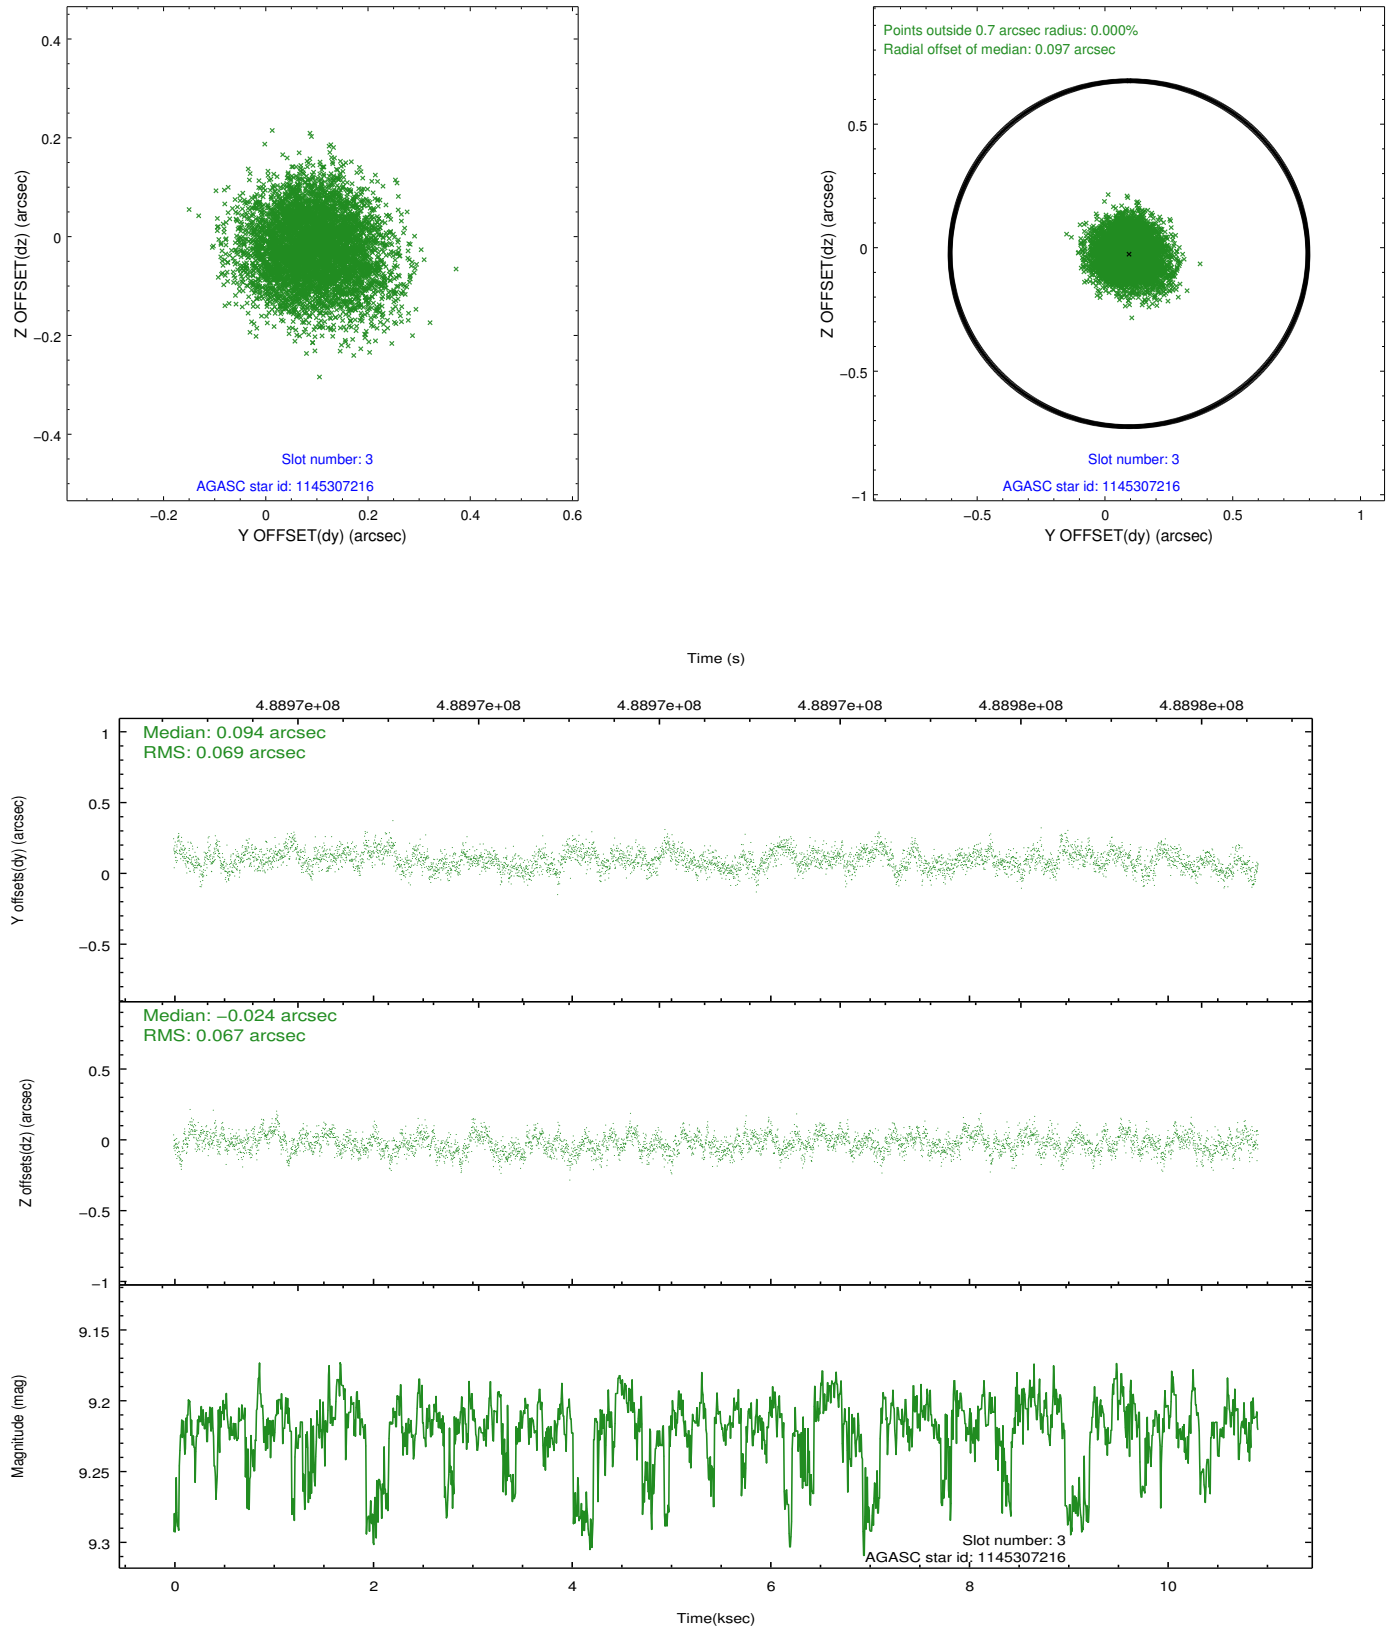 0.4
0.2
0
−0.2
−0.4
Z OFFSET(dz) (arcsec)
Slot number: 3
AGASC star id: 1145307216
−0.2 0 0.2 0.4 0.6
Y OFFSET(dy) (arcsec)
Points outside 0.7 arcsec radius: 0.000%
Radial offset of median: 0.097 arcsec
0.5
0
−0.5
−1
Z OFFSET(dz) (arcsec)
Slot number: 3
AGASC star id: 1145307216
−0.5 0 0.5 1
Y OFFSET(dy) (arcsec)
Time (s)
4.8897e+08 4.8897e+08 4.8897e+08 4.8897e+08 4.8898e+08 4.8898e+08
Median: 0.094 arcsec
RMS: 0.069 arcsec
1
0.5
0
−0.5
Y offsets(dy) (arcsec)
Median: −0.024 arcsec
RMS: 0.067 arcsec
0.5
0
−0.5
−1
Z offsets(dz) (arcsec)
9.15
9.2
9.25
9.3
Magnitude (mag)
Slot number: 3
AGASC star id: 1145307216
0 2 4 6 8 10
Time(ksec)